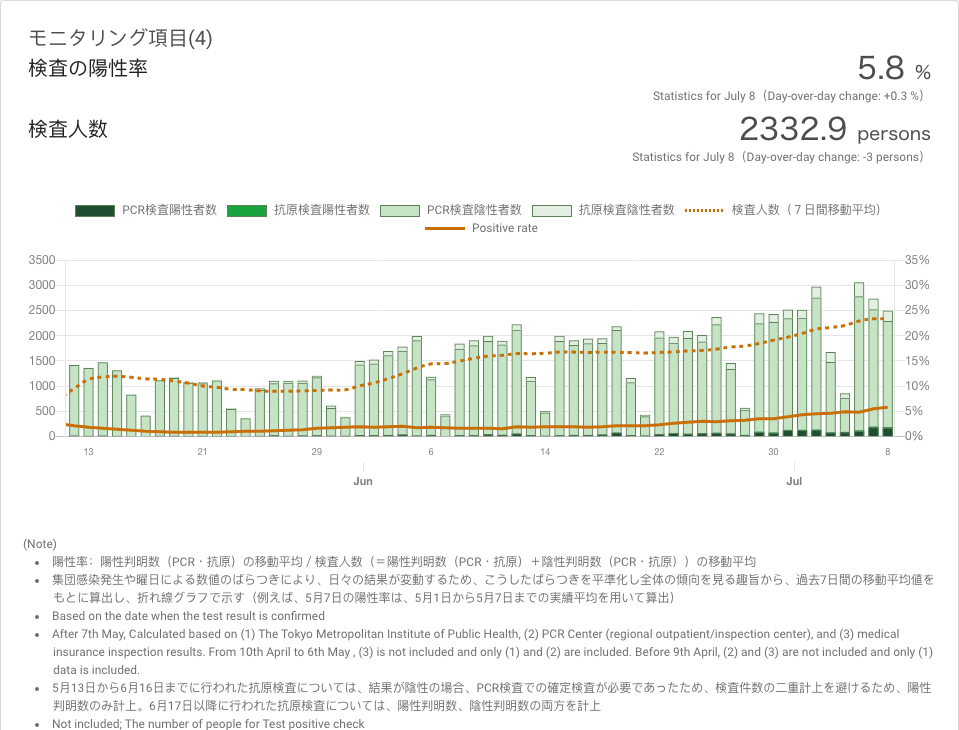 モニタリング項目(4)
検査の陽性率
5.8 %
Statistics for July 8（Day-over-day change: +0.3 %）
検査人数
2332.9 persons
Statistics for July 8（Day-over-day change: -3 persons）
PCR検査陽性者数 抗原検査陽性者数 PCR検査陰性者数 抗原検査陰性者数 検査人数（７日間移動平均）
Positive rate
3500 35%
3000 30%
2500 25%
2000 20%
1500 15%
1000 10%
500 5%
0 0%
13 21 29 6 14 22 30 8
Jun Jul
(Note)
• 陽性率：陽性判明数（PCR・抗原）の移動平均 / 検査人数（＝陽性判明数（PCR・抗原）＋陰性判明数（PCR・抗原））の移動平均
• 集団感染発生や曜日による数値のばらつきにより、日々の結果が変動するため、こうしたばらつきを平準化し全体の傾向を見る趣旨から、過去7日間の移動平均値を
もとに算出し、折れ線グラフで示す（例えば、5月7日の陽性率は、5月1日から5月7日までの実績平均を用いて算出）
• Based on the date when the test result is confirmed
• After 7th May, Calculated based on (1) The Tokyo Metropolitan Institute of Public Health, (2) PCR Center (regional outpatient/inspection center), and (3) medical
insurance inspection results. From 10th April to 6th May , (3) is not included and only (1) and (2) are included. Before 9th April, (2) and (3) are not included and only (1)
data is included.
• 5月13日から6月16日までに行われた抗原検査については、結果が陰性の場合、PCR検査での確定検査が必要であったため、検査件数の二重計上を避けるため、陽性
判明数のみ計上。6月17日以降に行われた抗原検査については、陽性判明数、陰性判明数の両方を計上
• Not included; The number of people for Test positive check